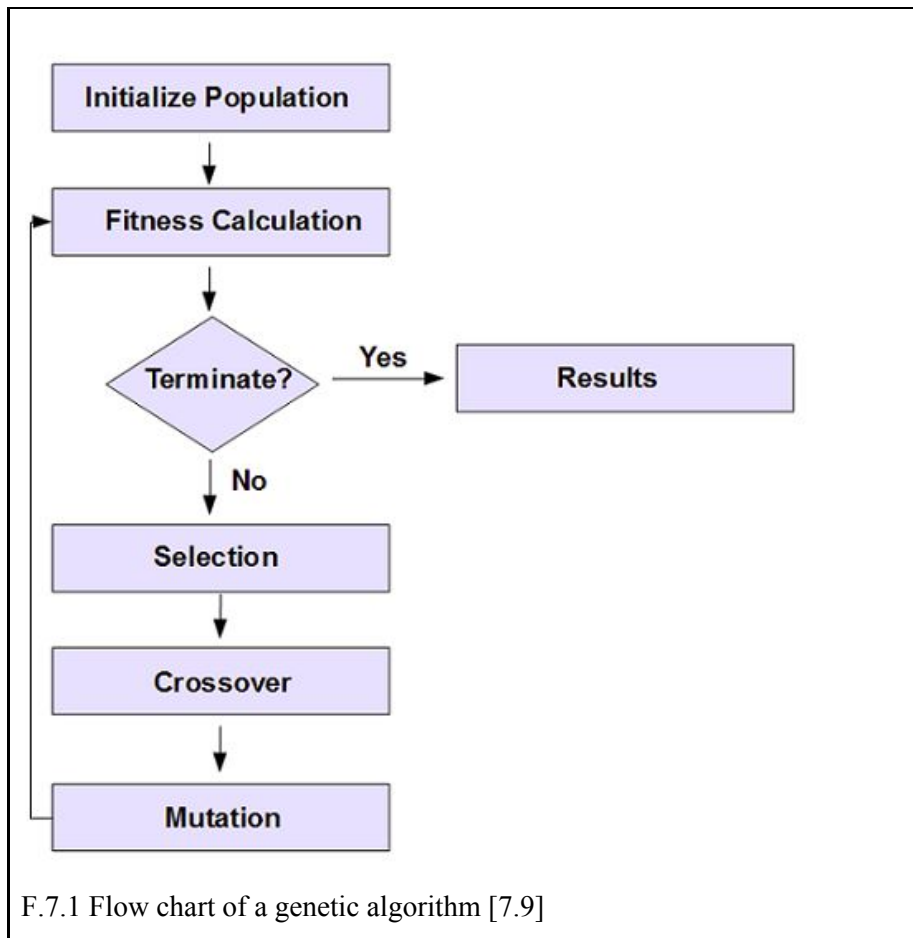 Initialize Population
Fitness Calculation
Terminate?
Yes
Results
No
Selection
Crossover
Mutation
F.7.1 Flow chart of a genetic algorithm [7.9]